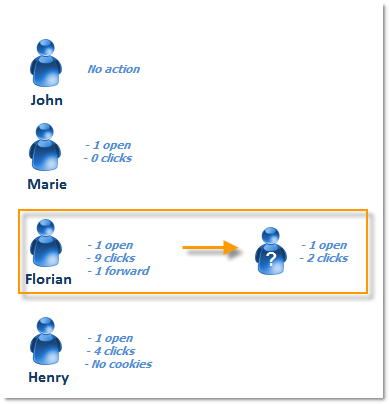 No action
John
- 1 open
- 0 clicks
Marie
- 1 open
- 9 clicks
- 1 forward
Florian
?
- 1 open
- 2 clicks
- 1 open
- 4 clicks
- No cookies
Henry